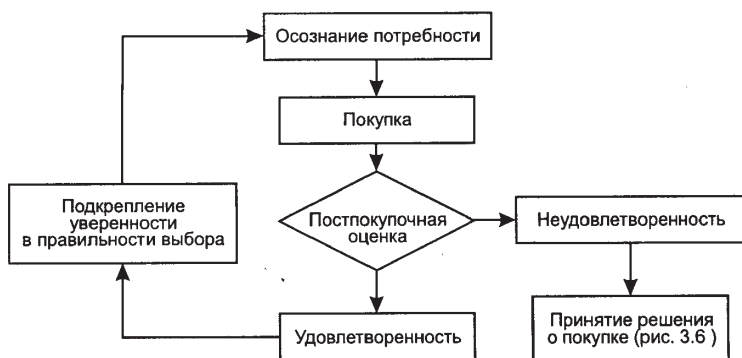 Осознание потребности
Покупка
Подкрепление
уверенности
в правильности выбора
Постпокупочная
оценка
Неудовлетворенность
Удовлетворенность
Принятие решения
о покупке (рис. 3.6 )